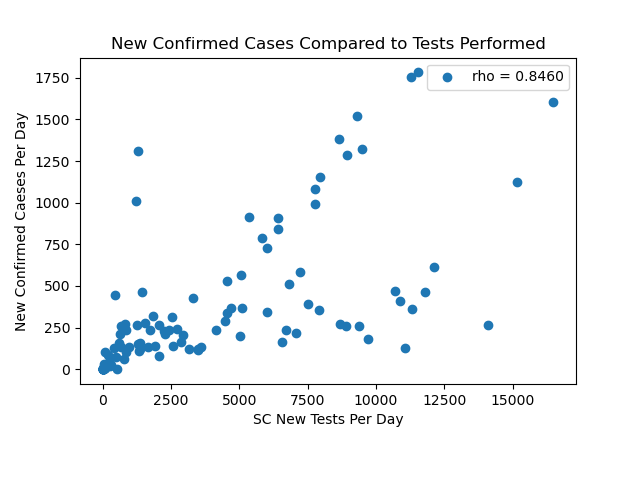 New Confirmed Cases Compared to Tests Performed
rho = 0.8460
New Confirmed Caeses Per Day
1750
1500
1250
1000
750
500
250
0
0 2500 5000 7500 10000 12500 15000
SC New Tests Per Day